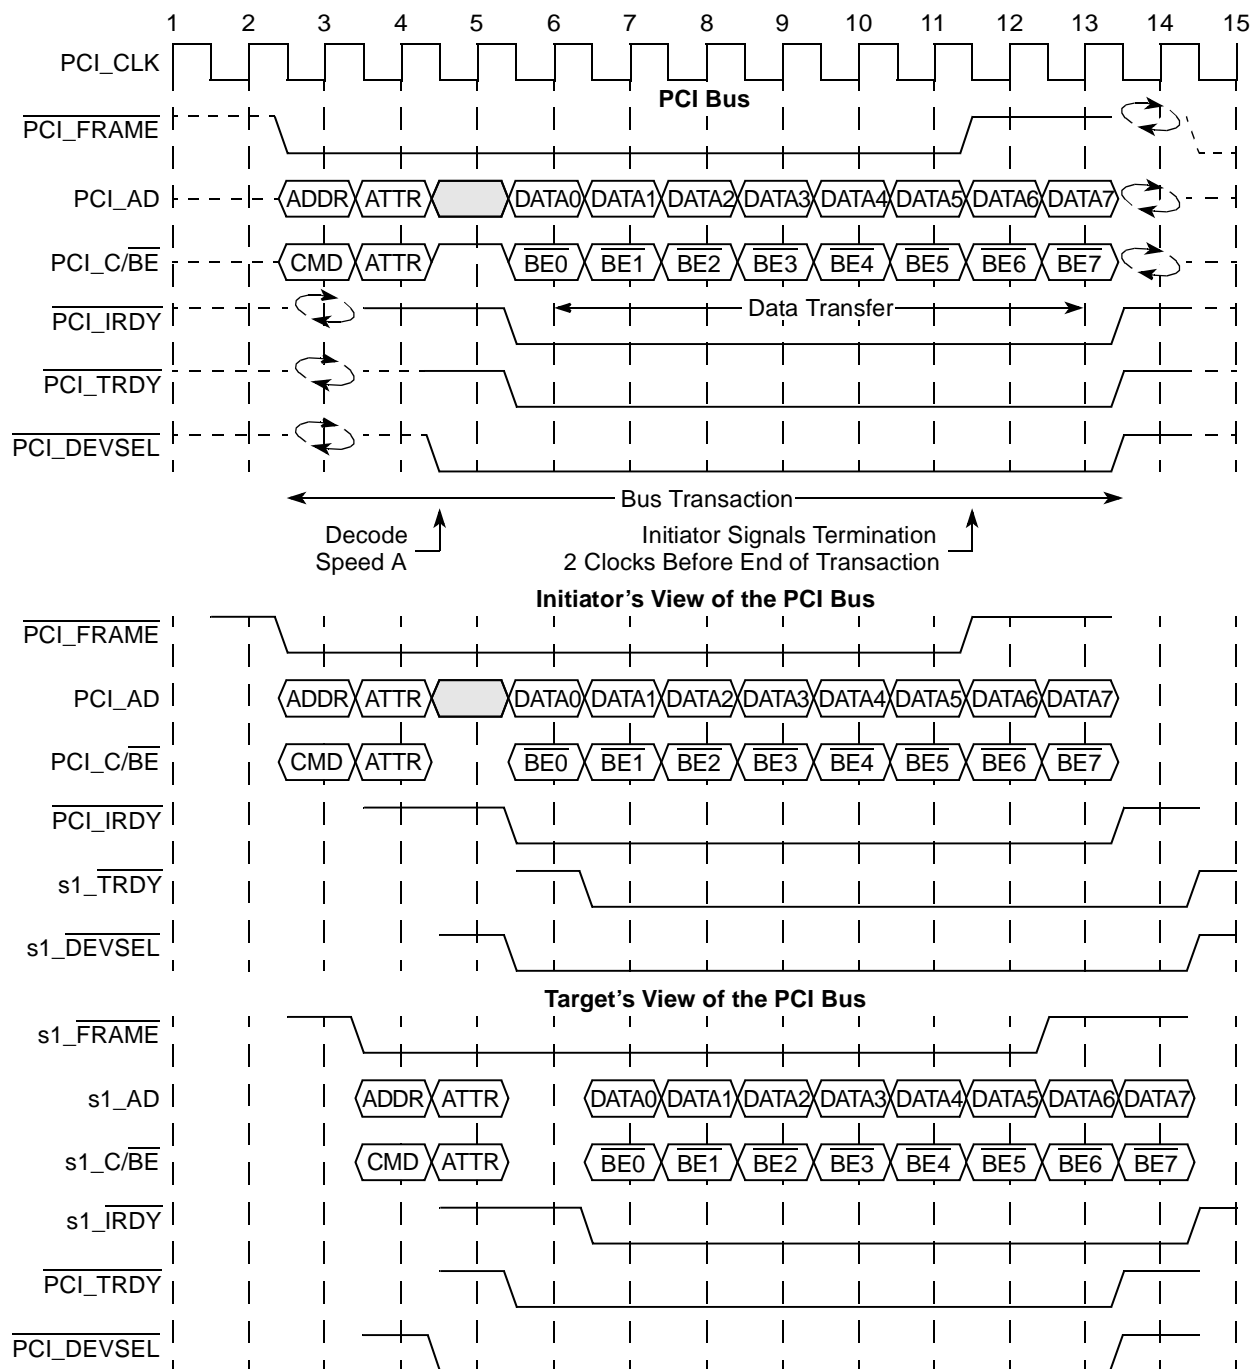 1 2 3 4 5 6 7 8 9 10 11 12 13 14 15
PCI_CLK
PCI Bus
PCI_FRAME
PCI_AD ADDR ATTR DATA0 DATA1 DATA2 DATA3 DATA4 DATA5 DATA6 DATA7
PCI_C/BE CMD ATTR BE0 BE1 BE2 BE3 BE4 BE5 BE6 BE7
PCI_IRDY Data Transfer
PCI_TRDY
PCI_DEVSEL
Bus Transaction
Decode
Speed A
Initiator Signals Termination
2 Clocks Before End of Transaction
Initiator's View of the PCI Bus
PCI_FRAME
PCI_AD ADDR ATTR DATA0 DATA1 DATA2 DATA3 DATA4 DATA5 DATA6 DATA7
PCI_C/BE CMD ATTR BE0 BE1 BE2 BE3 BE4 BE5 BE6 BE7
PCI_IRDY
s1_TRDY
s1_DEVSEL
Target's View of the PCI Bus
s1_FRAME
s1_AD ADDR ATTR DATA0 DATA1 DATA2 DATA3 DATA4 DATA5 DATA6 DATA7
s1_C/BE CMD ATTR BE0 BE1 BE2 BE3 BE4 BE5 BE6 BE7
s1_IRDY
PCI_TRDY
PCI_DEVSEL